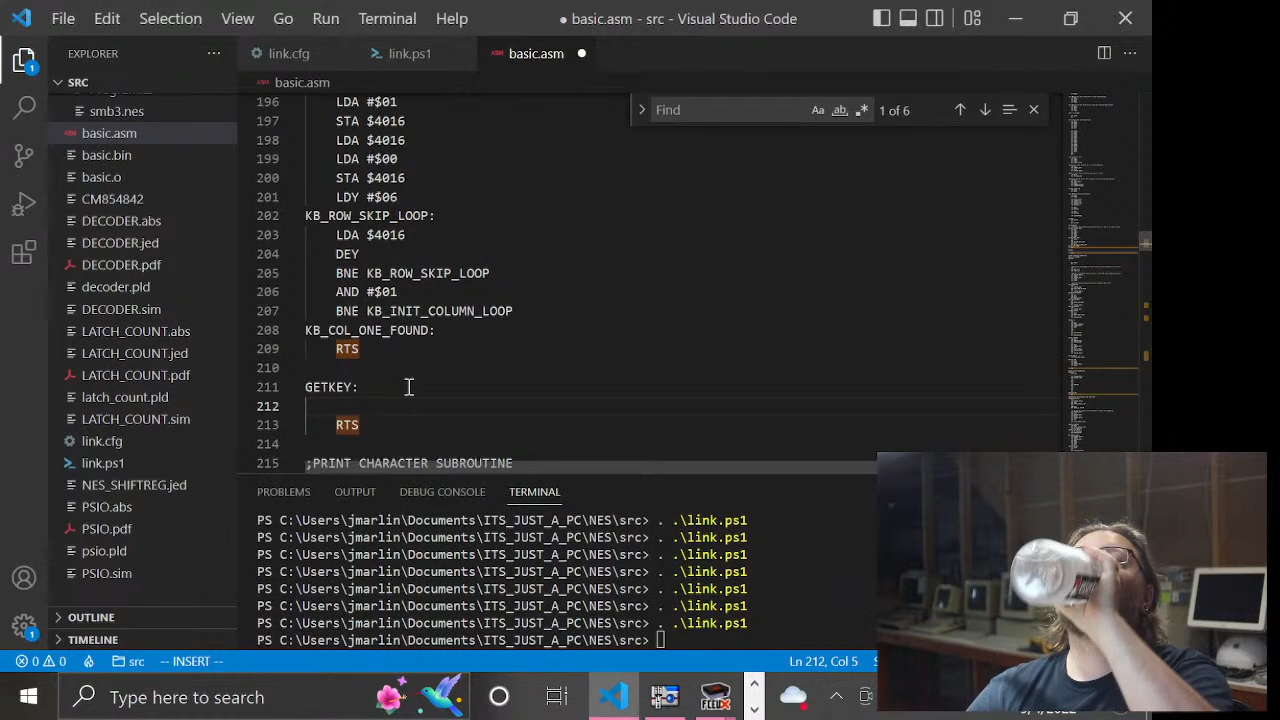 File Edit Selection View Go Run Terminal Help ● basic.asm - src - Visual Studio Code
EXPLORER ··· link.cfg link.ps1 ASM basic.asm ●
SRC
ASM basic.asm
smb3.nes
ASM basic.asm
basic.bin
basic.o
CM85-842
DECODER.abs
DECODER.jed
DECODER.pdf
decoder.pld
DECODER.sim
LATCH_COUNT.abs
LATCH_COUNT.jed
LATCH_COUNT.pdf
latch_count.pld
LATCH_COUNT.sim
link.cfg
link.ps1
NES_SHIFTREG.jed
PSIO.abs
PSIO.pdf
psio.pld
PSIO.sim
OUTLINE
TIMELINE
196 LDA #$01
197 STA $4016
198 LDA $4016
199 LDA #$00
200 STA $4016
201 LDY #$06
202 KB_ROW_SKIP_LOOP:
203 LDA $4016
204 DEY
205 BNE KB_ROW_SKIP_LOOP
206 AND #$01
207 BNE
_INIT_COLUMN_LOOP
208 KB_COL_ONE_FOUND:
209 RTS
210
211 GETKEY:
212
213 RTS
214
215 ;PRINT CHARACTER SUBROUTINE
Find Aa ab .* 1 of 6
PROBLEMS OUTPUT DEBUG CONSOLE TERMINAL
PS C:\Users\jmarlin\Documents\ITS_JUST_A_PC\NES\src> . .\link.ps1
PS C:\Users\jmarlin\Documents\ITS_JUST_A_PC\NES\src> . .\link.ps1
PS C:\Users\jmarlin\Documents\ITS_JUST_A_PC\NES\src> . .\link.ps1
PS C:\Users\jmarlin\Documents\ITS_JUST_A_PC\NES\src> . .\link.ps1
PS C:\Users\jmarlin\Documents\ITS_JUST_A_PC\NES\src> . .\link.ps1
PS C:\Users\jmarlin\Documents\ITS_JUST_A_PC\NES\src> . .\link.ps1
PS C:\Users\jmarlin\Documents\ITS_JUST_A_PC\NES\src> . .\link.ps1
PS C:\Users\jmarlin\Documents\ITS_JUST_A_PC\NES\src>
0 0 src -- INSERT -- Ln 212, Col 5
Type here to search